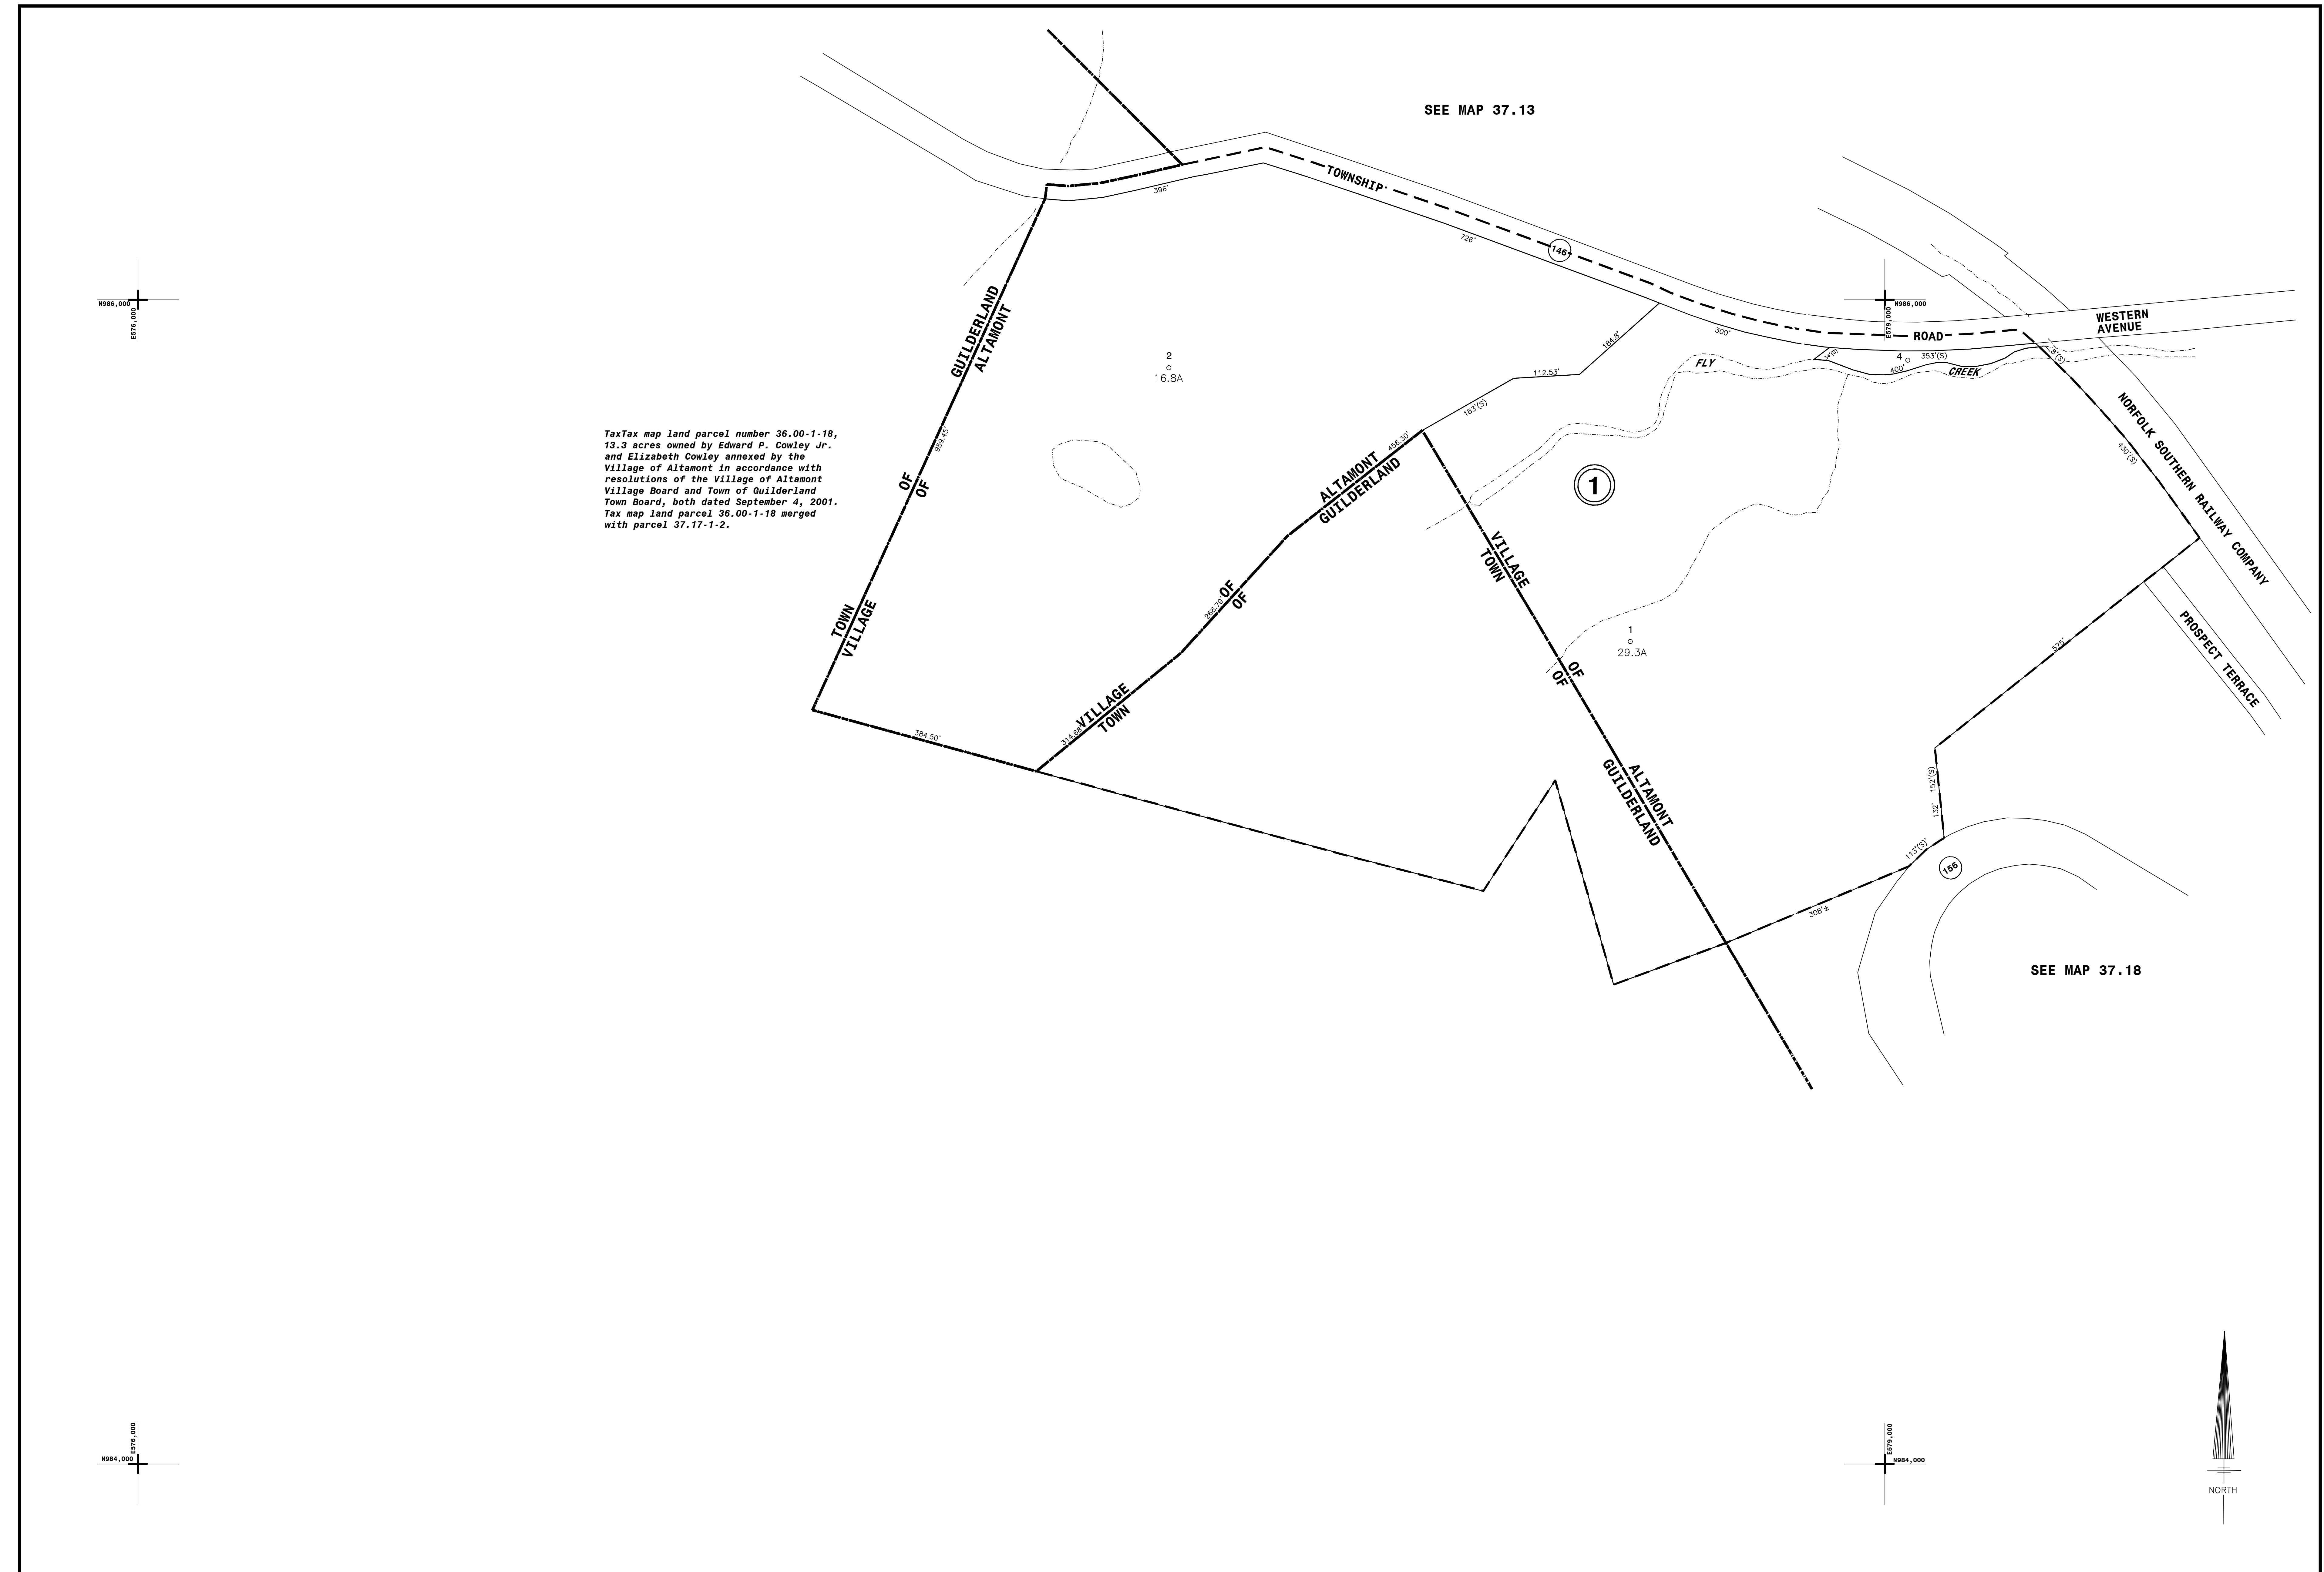 SEE MAP 37.13
TOWNSHIP
396'
726'
146
N986,000
E576,000
N986,000
E579,000
ROAD
WESTERN
AVENUE
300'
34'(S)
4
353'(S)
400'
8'(S)
FLY
CREEK
184.8'
112.53'
183'(S)
GUILDERLAND
ALTAMONT
2
16.8A
959.45'
TaxTax map land parcel number 36.00-1-18,
13.3 acres owned by Edward P. Cowley Jr.
and Elizabeth Cowley annexed by the
Village of Altamont in accordance with
resolutions of the Village of Altamont
Village Board and Town of Guilderland
Town Board, both dated September 4, 2001.
Tax map land parcel 36.00-1-18 merged
with parcel 37.17-1-2.
OF
OF
456.30'
ALTAMONT
GUILDERLAND
1
430'(S)
NORFOLK SOUTHERN RAILWAY COMPANY
VILLAGE
TOWN
268.79'
OF
OF
TOWN
VILLAGE
1
29.3A
OF
OF
575'
PROSPECT TERRACE
VILLAGE
TOWN
314.68'
384.50'
ALTAMONT
GUILDERLAND
152'(S)
132'
113'(S)'
156
308'±
SEE MAP 37.18
N984,000
E576,000
N984,000
E579,000
NORTH